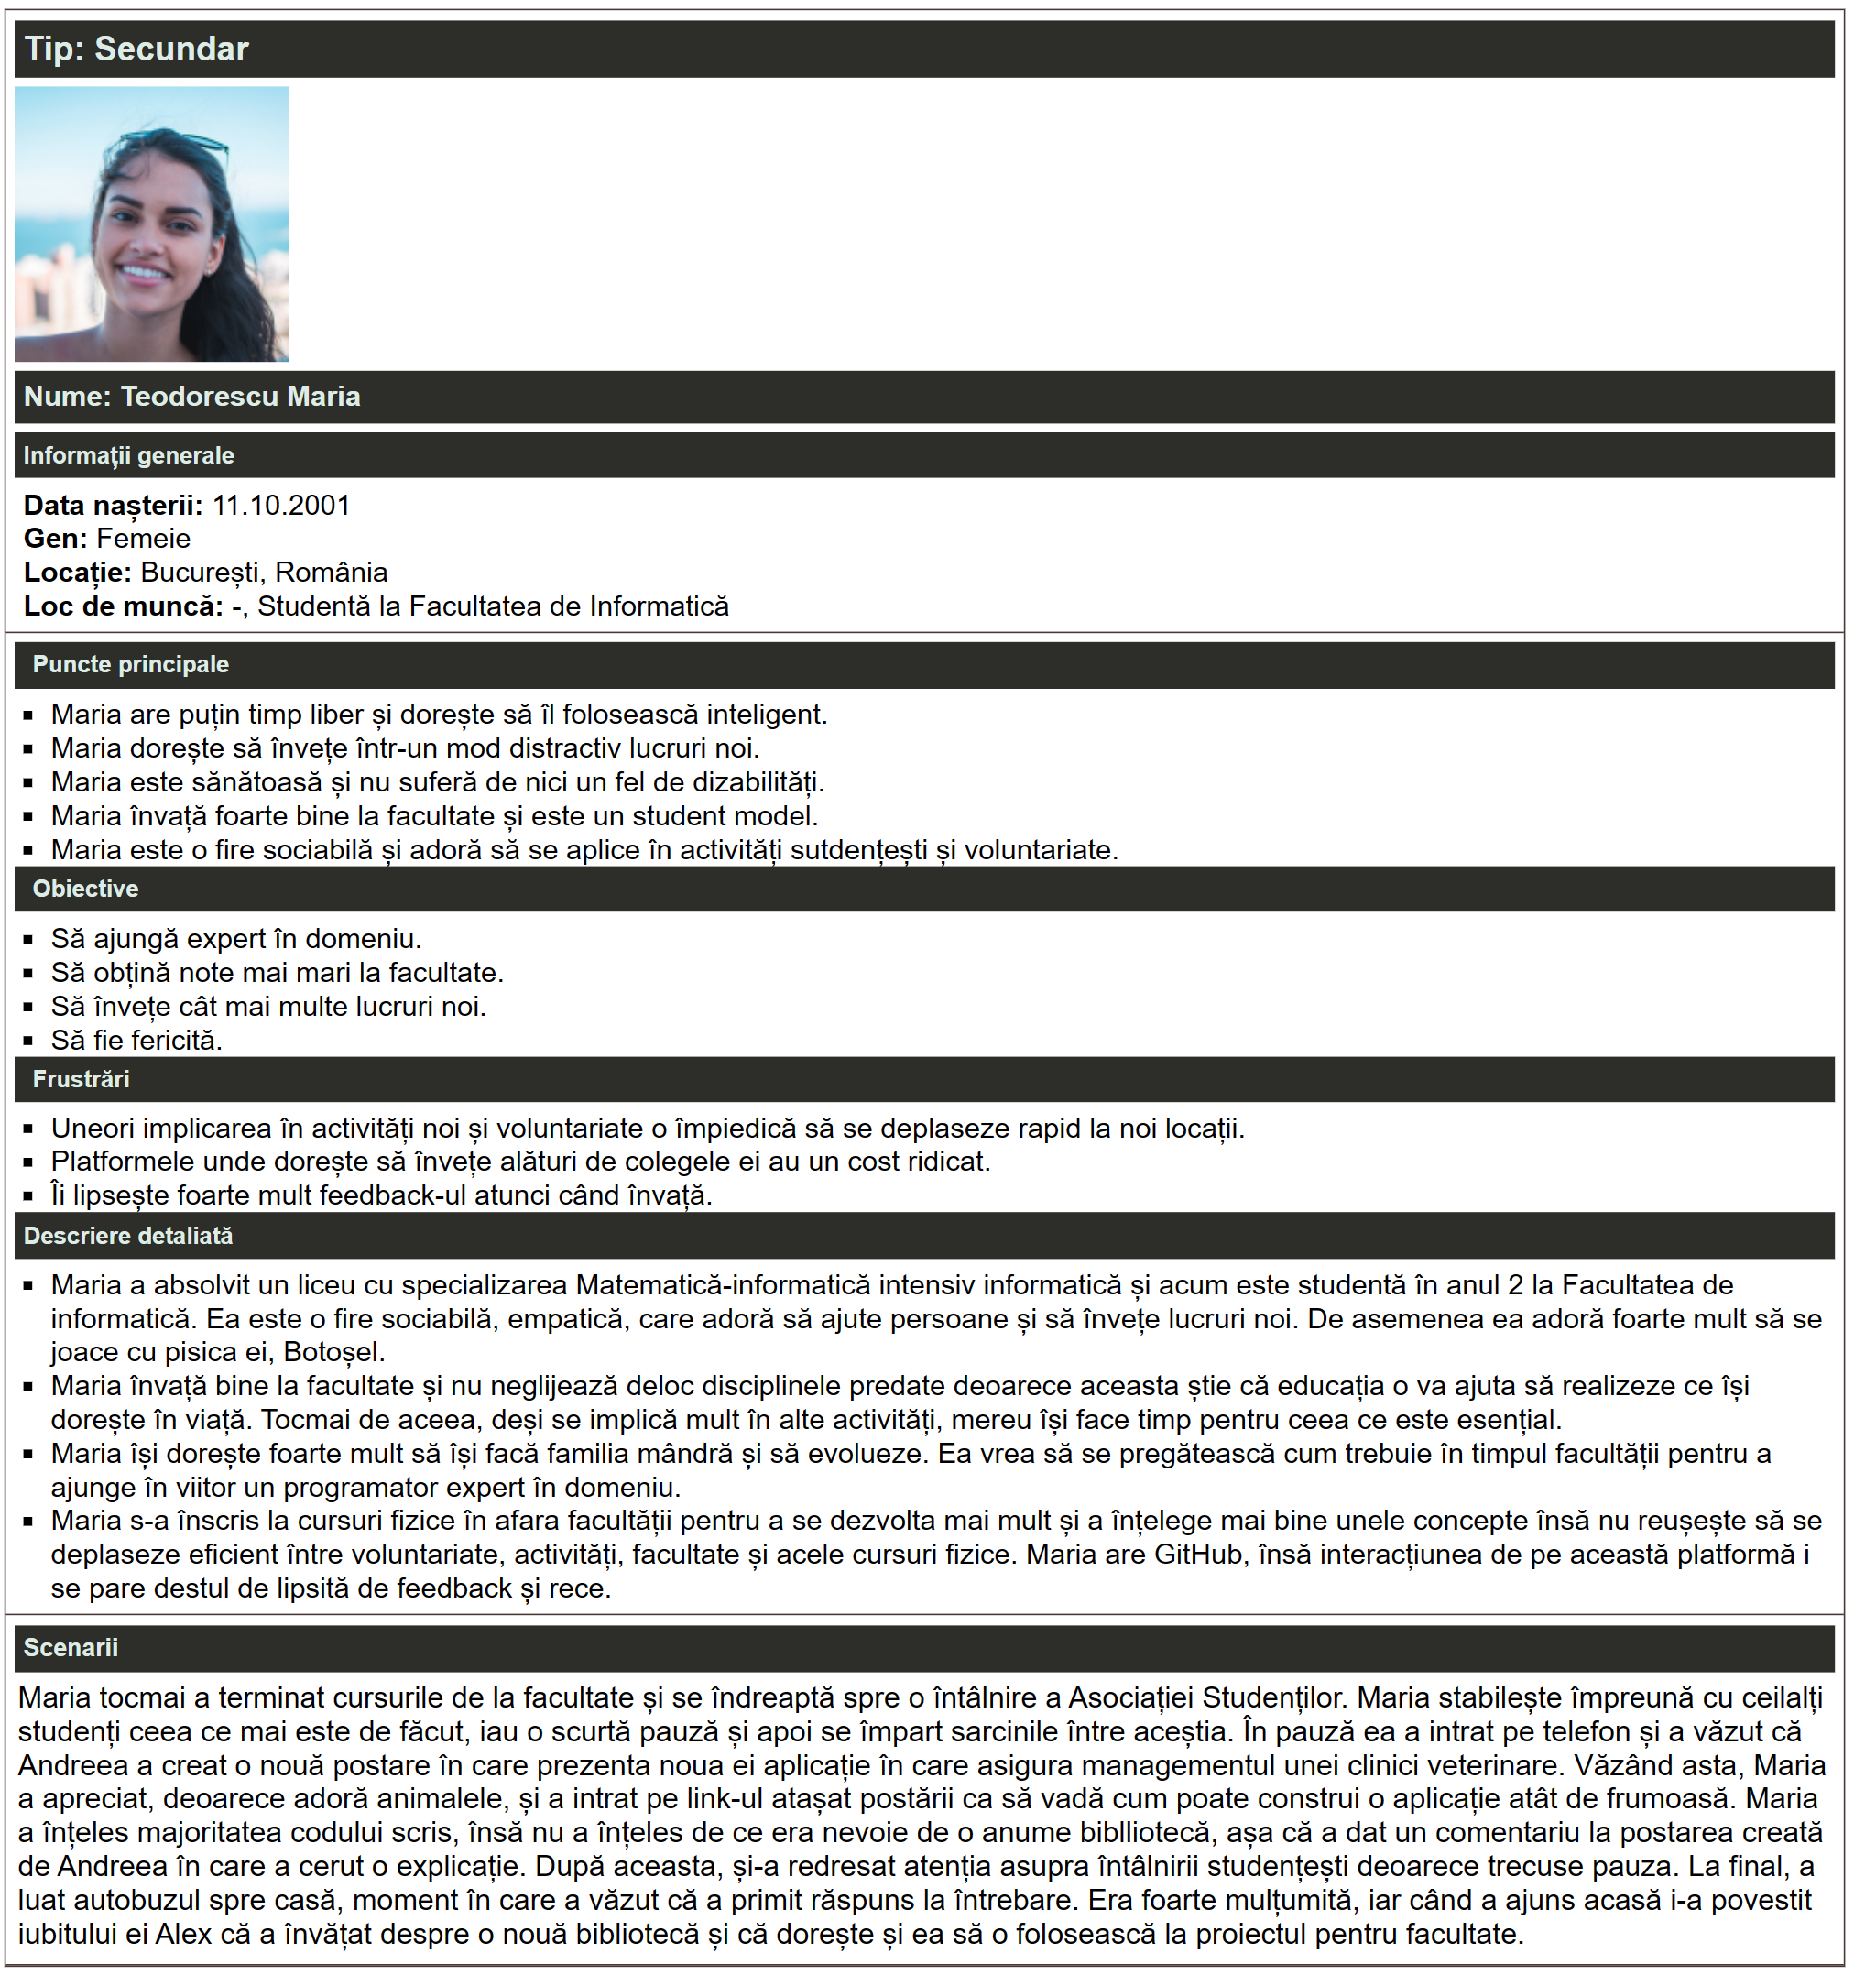 Tip: Secundar
Nume: Teodorescu Maria
Informații generale
Data nașterii: 11.10.2001
Gen: Femeie
Locație: București, România
Loc de muncă: -, Studentă la Facultatea de Informatică
Puncte principale
▪ Maria are puțin timp liber și dorește să îl folosească inteligent.
▪ Maria dorește să învețe într-un mod distractiv lucruri noi.
▪ Maria este sănătoasă și nu suferă de nici un fel de dizabilități.
▪ Maria învață foarte bine la facultate și este un student model.
▪ Maria este o fire sociabilă și adoră să se aplice în activități sutdențești și voluntariate.
Obiective
▪ Să ajungă expert în domeniu.
▪ Să obțină note mai mari la facultate.
▪ Să învețe cât mai multe lucruri noi.
▪ Să fie fericită.
Frustrări
▪ Uneori implicarea în activități noi și voluntariate o împiedică să se deplaseze rapid la noi locații.
▪ Platformele unde dorește să învețe alături de colegele ei au un cost ridicat.
▪ Îi lipsește foarte mult feedback-ul atunci când învață.
Descriere detaliată
▪ Maria a absolvit un liceu cu specializarea Matematică-informatică intensiv informatică și acum este studentă în anul 2 la Facultatea de
informatică. Ea este o fire sociabilă, empatică, care adoră să ajute persoane și să învețe lucruri noi. De asemenea ea adoră foarte mult să se
joace cu pisica ei, Botoșel.
▪ Maria învață bine la facultate și nu neglijează deloc disciplinele predate deoarece aceasta știe că educația o va ajuta să realizeze ce își
dorește în viață. Tocmai de aceea, deși se implică mult în alte activități, mereu își face timp pentru ceea ce este esențial.
▪ Maria își dorește foarte mult să își facă familia mândră și să evolueze. Ea vrea să se pregătească cum trebuie în timpul facultății pentru a
ajunge în viitor un programator expert în domeniu.
▪ Maria s-a înscris la cursuri fizice în afara facultății pentru a se dezvolta mai mult și a înțelege mai bine unele concepte însă nu reușește să se
deplaseze eficient între voluntariate, activități, facultate și acele cursuri fizice. Maria are GitHub, însă interacțiunea de pe această platformă i
se pare destul de lipsită de feedback și rece.
Scenarii
Maria tocmai a terminat cursurile de la facultate și se îndreaptă spre o întâlnire a Asociației Studenților. Maria stabilește împreună cu ceilalți
studenți ceea ce mai este de făcut, iau o scurtă pauză și apoi se împart sarcinile între aceștia. În pauză ea a intrat pe telefon și a văzut că
Andreea a creat o nouă postare în care prezenta noua ei aplicație în care asigura managementul unei clinici veterinare. Văzând asta, Maria
a apreciat, deoarece adoră animalele, și a intrat pe link-ul atașat postării ca să vadă cum poate construi o aplicație atât de frumoasă. Maria
a înțeles majoritatea codului scris, însă nu a înțeles de ce era nevoie de o anume biblliotecă, așa că a dat un comentariu la postarea creată
de Andreea în care a cerut o explicație. După aceasta, și-a redresat atenția asupra întâlnirii studențești deoarece trecuse pauza. La final, a
luat autobuzul spre casă, moment în care a văzut că a primit răspuns la întrebare. Era foarte mulțumită, iar când a ajuns acasă i-a povestit
iubitului ei Alex că a învățat despre o nouă bibliotecă și că dorește și ea să o folosească la proiectul pentru facultate.